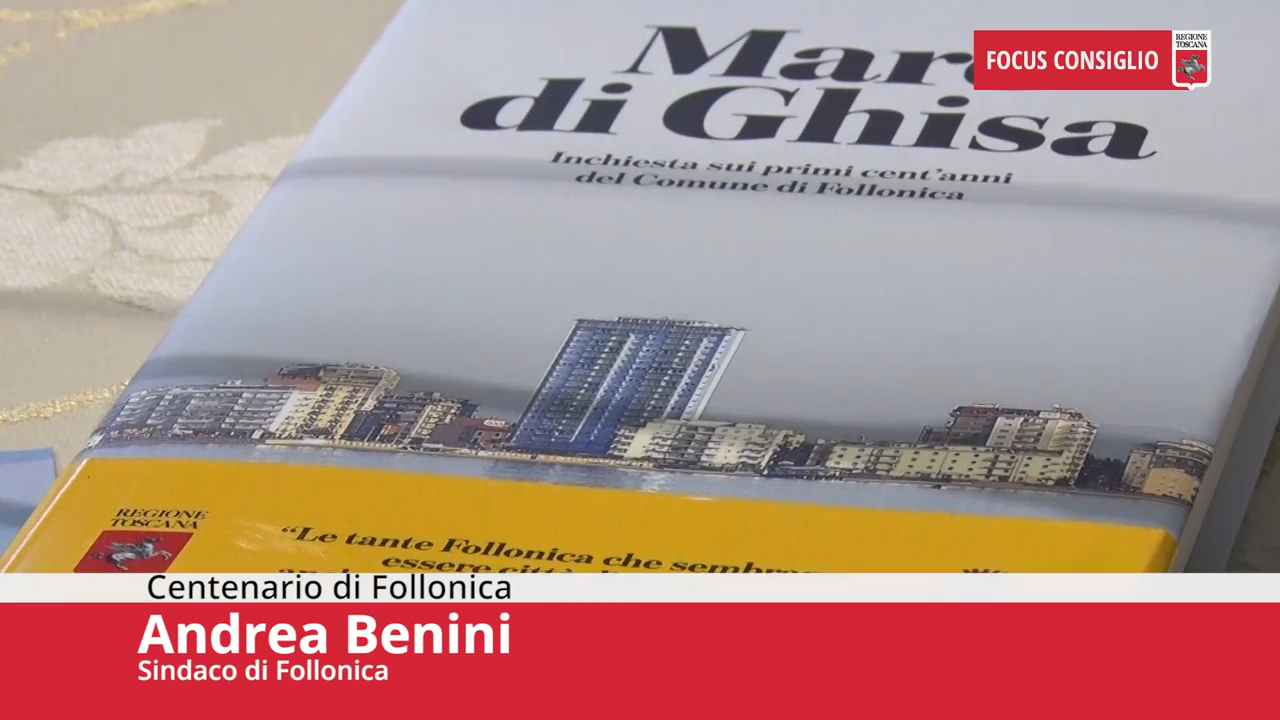 FOCUS CONSIGLIO
REGIONE
TOSCANA
di Ghisa
Inchiesta sui primi cent'anni
del Comune di Follonica
REGIONE
TOSCANA
“Le tante Follonica che
essere
Centenario di Follonica
Andrea Benini
Sindaco di Follonica